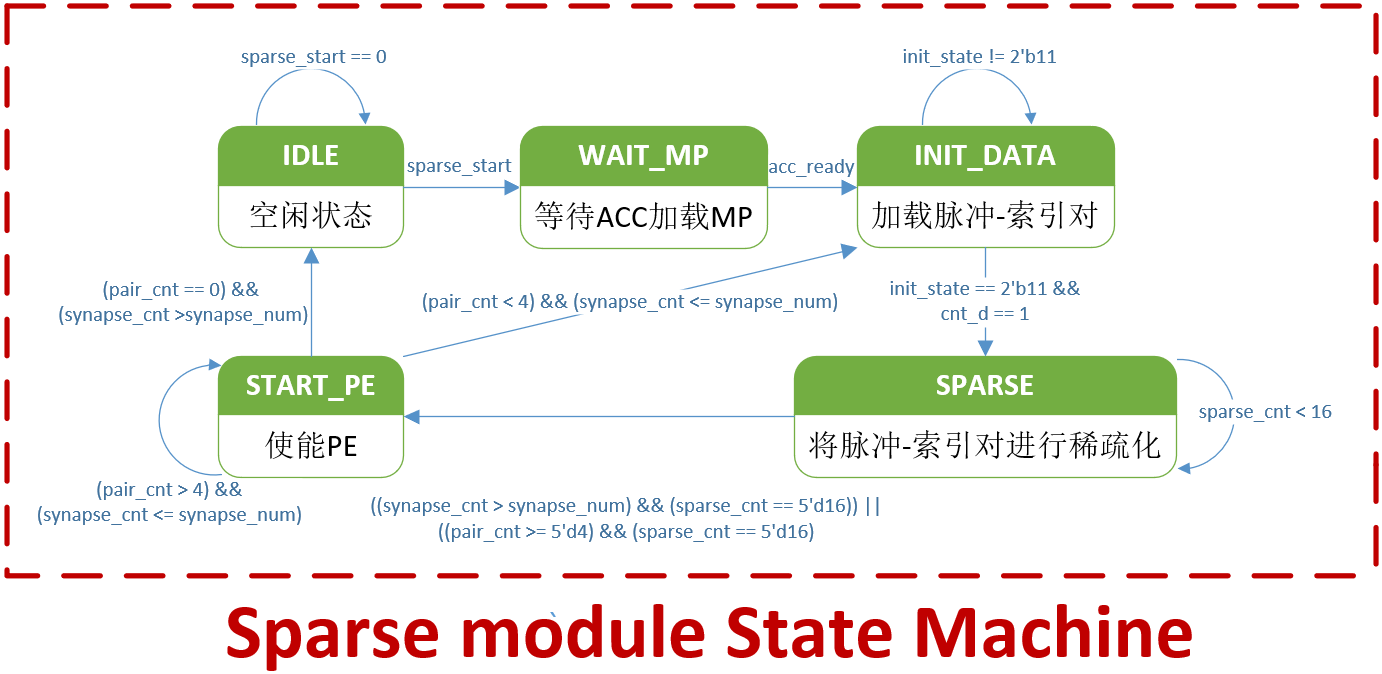 sparse_start == 0
init_state != 2'b11
IDLE
空闲状态
sparse_start
WAIT_MP
等待ACC加载MP
acc_ready
INIT_DATA
加载脉冲-索引对
(pair_cnt == 0) &&
(synapse_cnt >synapse_num)
(pair_cnt < 4) && (synapse_cnt <= synapse_num)
init_state == 2'b11 &&
cnt_d == 1
START_PE
使能PE
SPARSE
将脉冲-索引对进行稀疏化
sparse_cnt < 16
(pair_cnt > 4) &&
(synapse_cnt <= synapse_num)
((synapse_cnt > synapse_num) && (sparse_cnt == 5'd16)) ||
((pair_cnt >= 5'd4) && (sparse_cnt == 5'd16)
Sparse module State Machine